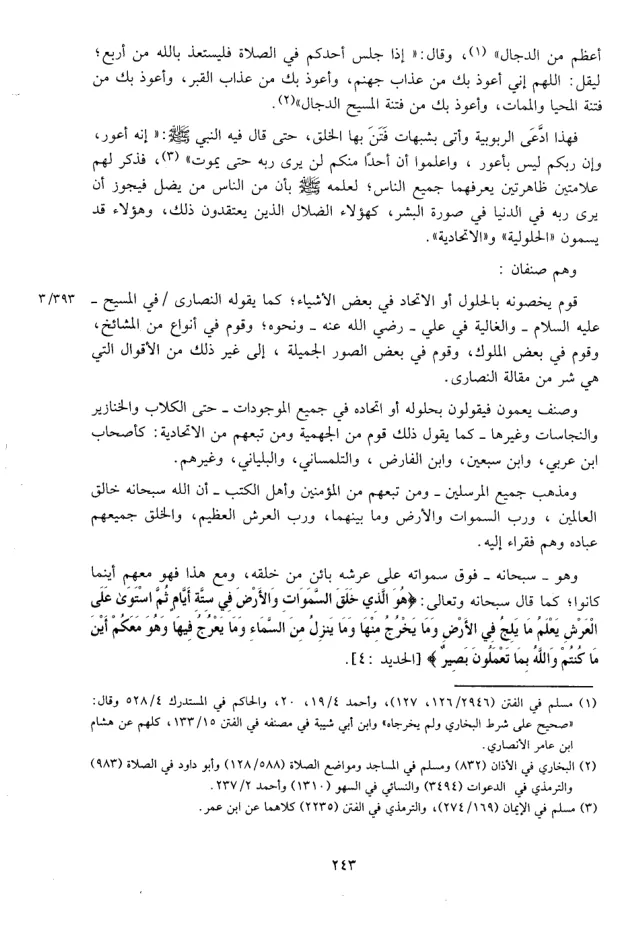 أعظم من الدجال»(١)، وقال: «إذا جلس أحدكم في الصلاة فليستعذ بالله من أربع؛
ليقل: اللهم إني أعوذ بك من عذاب جهنم، وأعوذ بك من عذاب القبر، وأعوذ بك من
فتنة المحيا والممات، وأعوذ بك من فتنة المسيح الدجال»(٢).
فهذا ادَّعَى الربوبية وأتى بشبهات فَتَنَ بها الخلق، حتى قال فيه النبي ﷺ: «إنه أعور،
وإن ربكم ليس بأعور، واعلموا أن أحدًا منكم لن يرى ربه حتى يموت»(٣)، فذكر لهم
علامتين ظاهرتين يعرفهما جميع الناس؛ لعلمه ﷺ بأن من الناس من يضل فيجوز أن
يرى ربه في الدنيا في صورة البشر، كهؤلاء الضلال الذين يعتقدون ذلك، وهؤلاء قد
يسمون «الحلولية» و«الاتحادية».
وهم صنفان :
قوم يخصونه بالحلول أو الاتحاد في بعض الأشياء؛ كما يقوله النصارى /في المسيح ـ ٣/٣٩٣
عليه السلام ـ والغالية في علي ـ رضي الله عنه ـ ونحوه؛ وقوم في أنواع من المشائخ،
وقوم في بعض الملوك، وقوم في بعض الصور الجميلة ، إلى غير ذلك من الأقوال التي
هي شر من مقالة النصارى.
وصنف يعمون فيقولون بحلوله أو اتحاده في جميع الموجودات ـ حتى الكلاب والخنازير
والنجاسات وغيرها ـ كما يقول ذلك قوم من الجهمية ومن تبعهم من الاتحادية: كأصحاب
ابن عربي، وابن سبعين، وابن الفارض ، والتلمساني، والبلياني، وغيرهم.
ومذهب جميع المرسلين ـ ومن تبعهم من المؤمنين وأهل الكتب ـ أن الله سبحانه خالق
العالمين ، ورب السموات والأرض وما بينهما، ورب العرش العظيم، والخلق جميعهم
عباده وهم فقراء إليه.
وهو ـ سبحانه ـ فوق سمواته على عرشه بائن من خلقه، ومع هذا فهو معهم أينما
كانوا؛ كما قال سبحانه وتعالى: ﴿هُوَ الَّذِي خَلَقَ السَّمَوَاتِ وَالأَرْضَ فِي سِتَّةِ أَيَّامٍ ثُمَّ اسْتَوَىٰ عَلَى
الْعَرْشِ يَعْلَمُ مَا يَلِجُ فِي الأَرْضِ وَمَا يَخْرُجُ مِنْهَا وَمَا يَنزِلُ مِنَ السَّمَاءِ وَمَا يَعْرُجُ فِيهَا وَهُوَ مَعَكُمْ أَيْنَ
مَا كُنتُمْ وَاللَّهُ بِمَا تَعْمَلُونَ بَصِيرٌ﴾ [الحديد :٤].
(١) مسلم في الفتن (١٢٦/٢٩٤٦، ١٢٧)، وأحمد ١٩/٤، ٢٠، والحاكم في المستدرك ٥٢٨/٤ وقال:
«صحيح على شرط البخاري ولم يخرجاه» وابن أبي شيبة في مصنفه في الفتن ١٣٣/١٥، كلهم عن هشام
ابن عامر الأنصاري.
(٢) البخاري في الأذان (٨٣٢) ومسلم في المساجد ومواضع الصلاة (١٢٨/٥٨٨) وأبو داود في الصلاة (٩٨٣)
والترمذي في الدعوات (٣٤٩٤) والنسائي في السهو (١٣١٠) وأحمد ٢٣٧/٢.
(٣) مسلم في الإيمان (٢٧٤/١٦٩)، والترمذي في الفتن (٢٢٣٥) كلاهما عن ابن عمر.
٢٤٣